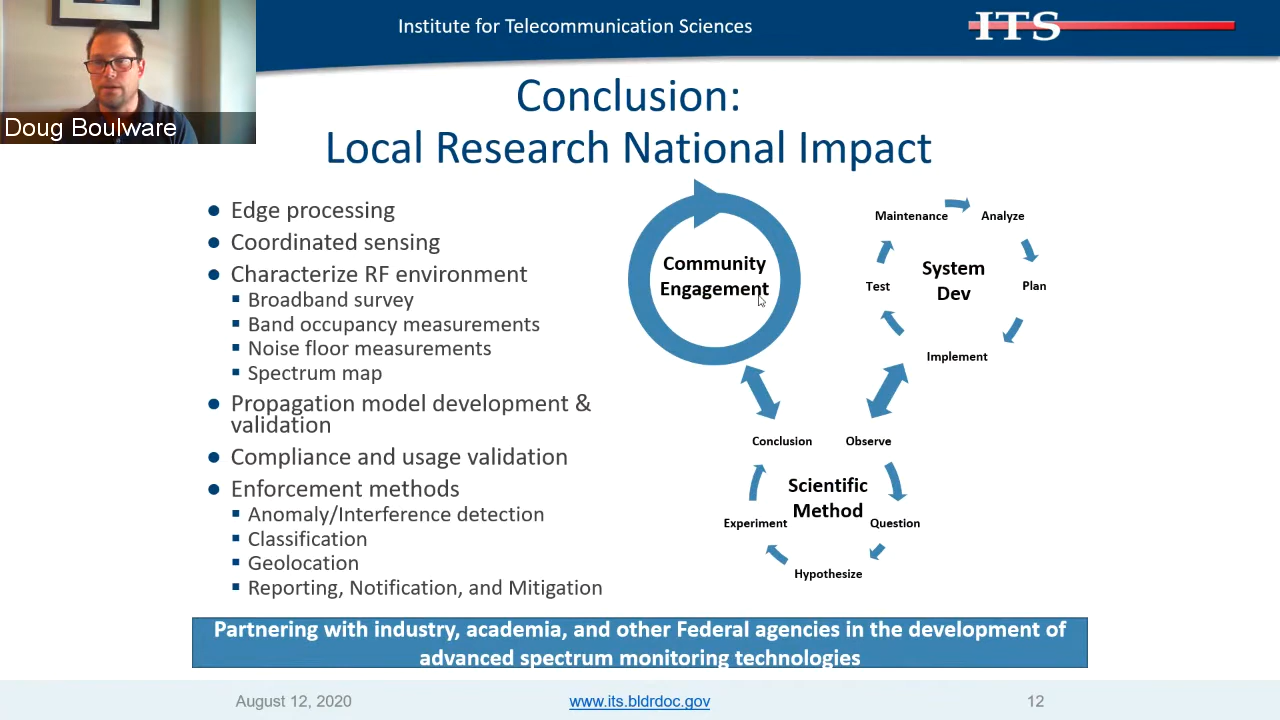 Institute for Telecommunication Sciences
ITS
Doug Boulware
Conclusion:
Local Research National Impact
● Edge processing
● Coordinated sensing
● Characterize RF environment
▪ Broadband survey
▪ Band occupancy measurements
▪ Noise floor measurements
▪ Spectrum map
● Propagation model development &
validation
● Compliance and usage validation
● Enforcement methods
▪ Anomaly/Interference detection
▪ Classification
▪ Geolocation
▪ Reporting, Notification, and Mitigation
Community
Engagement
Maintenance
Analyze
System
Dev
Test
Plan
Implement
Conclusion
Observe
Scientific
Method
Experiment
Question
Hypothesize
Partnering with industry, academia, and other Federal agencies in the development of
advanced spectrum monitoring technologies
August 12, 2020
www.its.bldrdoc.gov
12